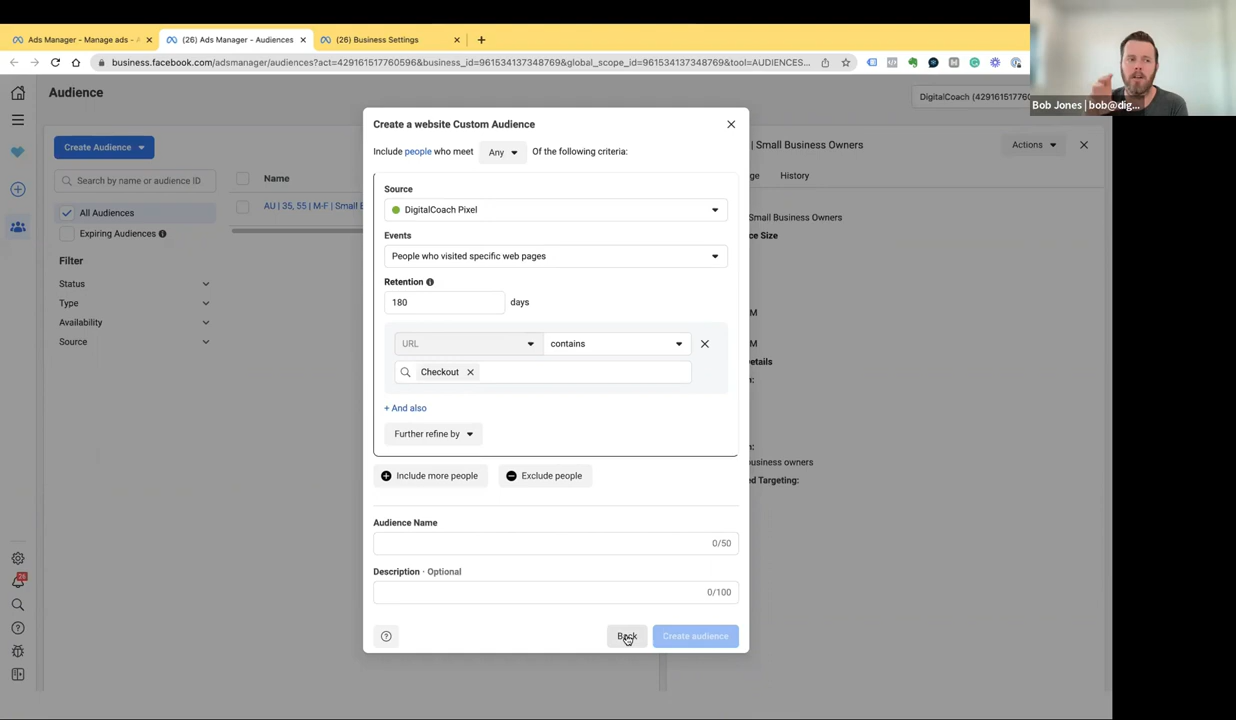 Ads Manager - Manage ads - A
(26) Ads Manager - Audiences
(26) Business Settings
business.facebook.com/adsmanager/audiences?act=429161517760596&business_id=961534137348769&global_scope_id=961534137348769&tool=AUDIENCES...
Bob Jones | bob@dig...
Audience
DigitalCoach (4291615177605
Create Audience
Search by name or audience ID
All Audiences
Expiring Audiences
Filter
Status
Type
Availability
Source
Name
AU | 35, 55 | M-F | Small B
Create a website Custom Audience
Include people who meet Any Of the following criteria:
Source
DigitalCoach Pixel
Events
People who visited specific web pages
Retention
180 days
URL contains
Checkout
+ And also
Further refine by
Include more people
Exclude people
Audience Name
0/50
Description · Optional
0/100
Back
Create audience
| Small Business Owners
Actions
ge
History
Small Business Owners
ce Size
M
M
etails
n:
n:
business owners
d Targeting:
26